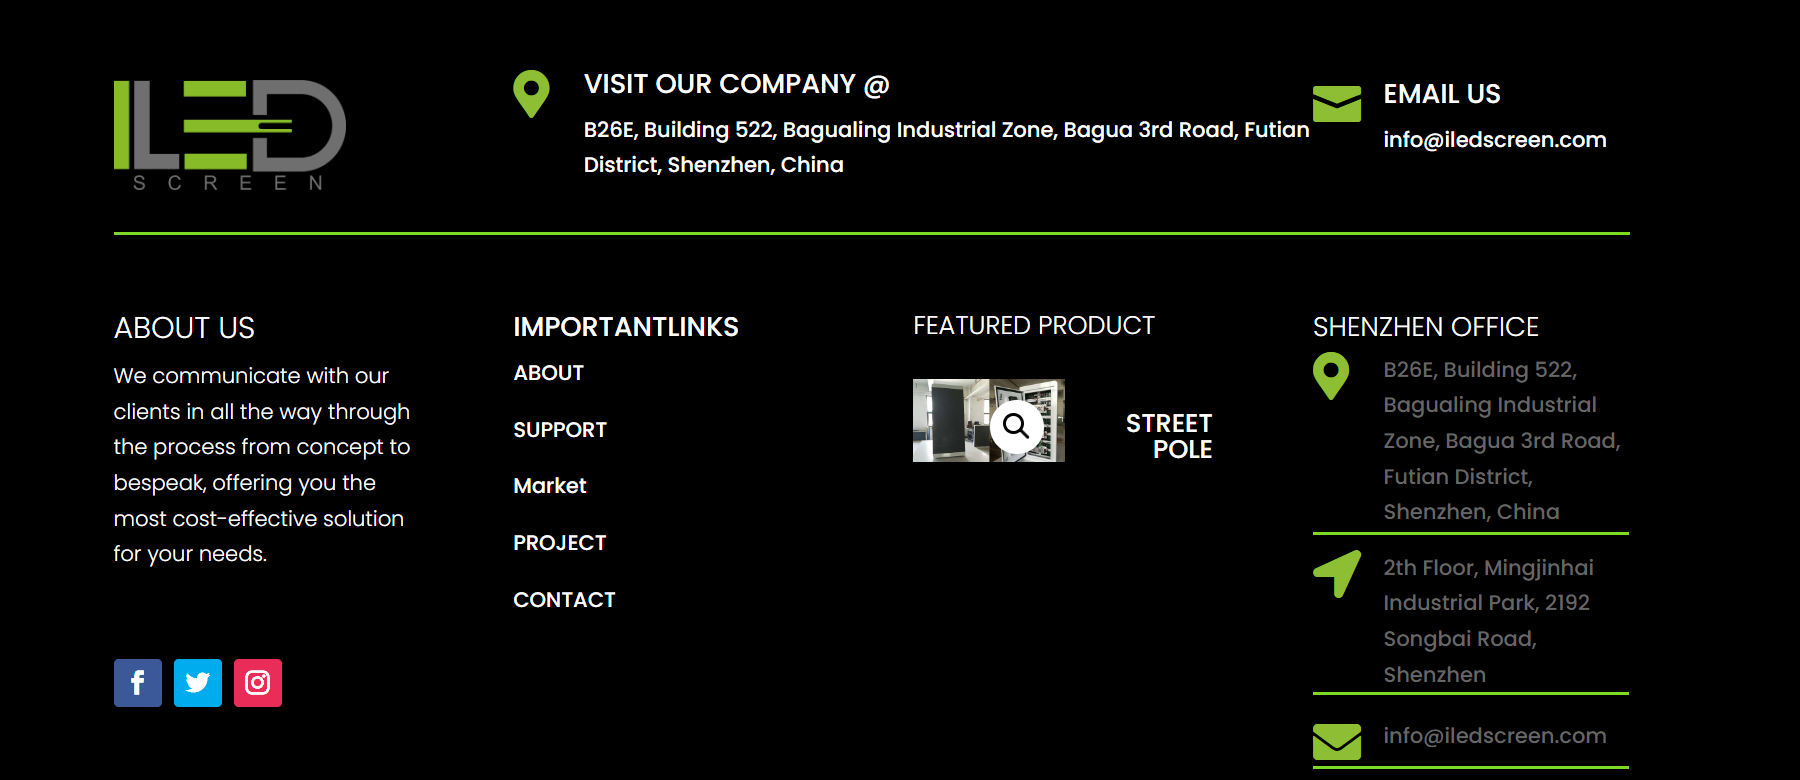 ILED
SCREEN
VISIT OUR COMPANY @
B26E, Building 522, Bagualing Industrial Zone, Bagua 3rd Road, Futian
District, Shenzhen, China
EMAIL US
info@iledscreen.com
ABOUT US
We communicate with our
clients in all the way through
the process from concept to
bespeak, offering you the
most cost-effective solution
for your needs.
IMPORTANTLINKS
ABOUT
SUPPORT
Market
PROJECT
CONTACT
FEATURED PRODUCT
STREET
POLE
SHENZHEN OFFICE
B26E, Building 522,
Bagualing Industrial
Zone, Bagua 3rd Road,
Futian District,
Shenzhen, China
2th Floor, Mingjinhai
Industrial Park, 2192
Songbai Road,
Shenzhen
info@iledscreen.com